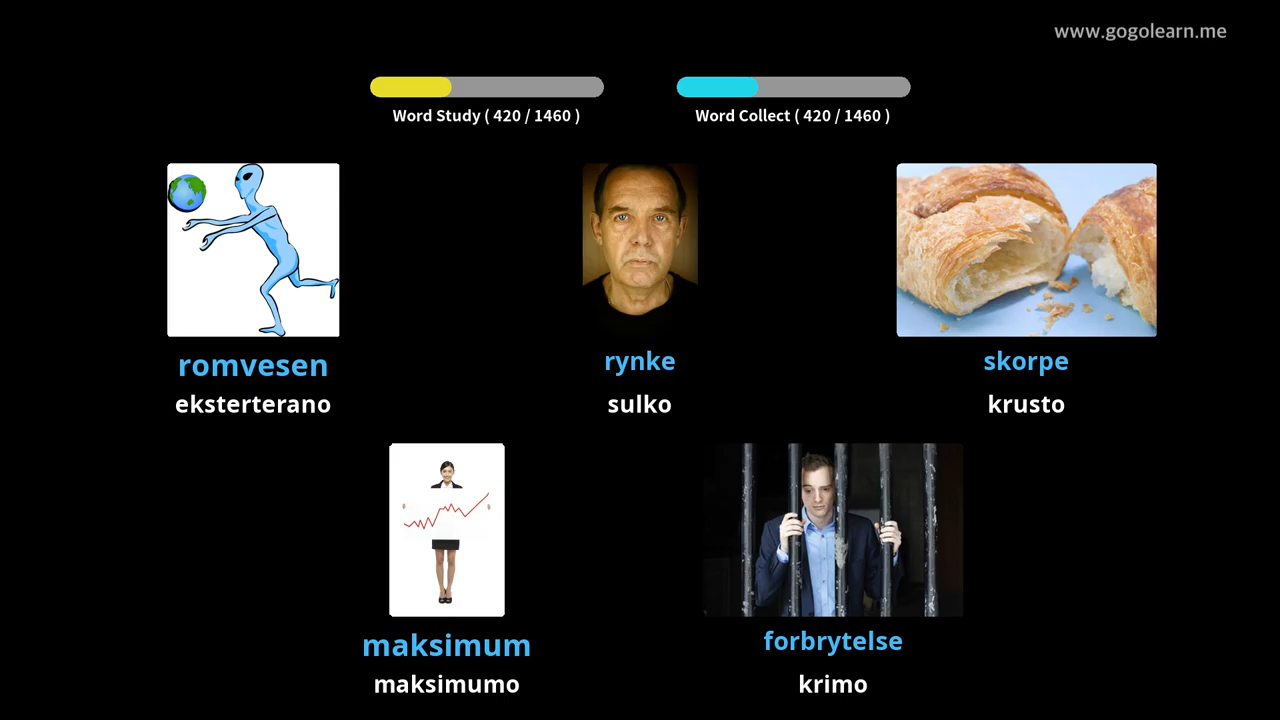 www.gogolearn.me
Word Study ( 420 / 1460 )
Word Collect ( 420 / 1460 )
romvesen
eksterterano
rynke
sulko
skorpe
krusto
maksimum
maksimumo
forbrytelse
krimo